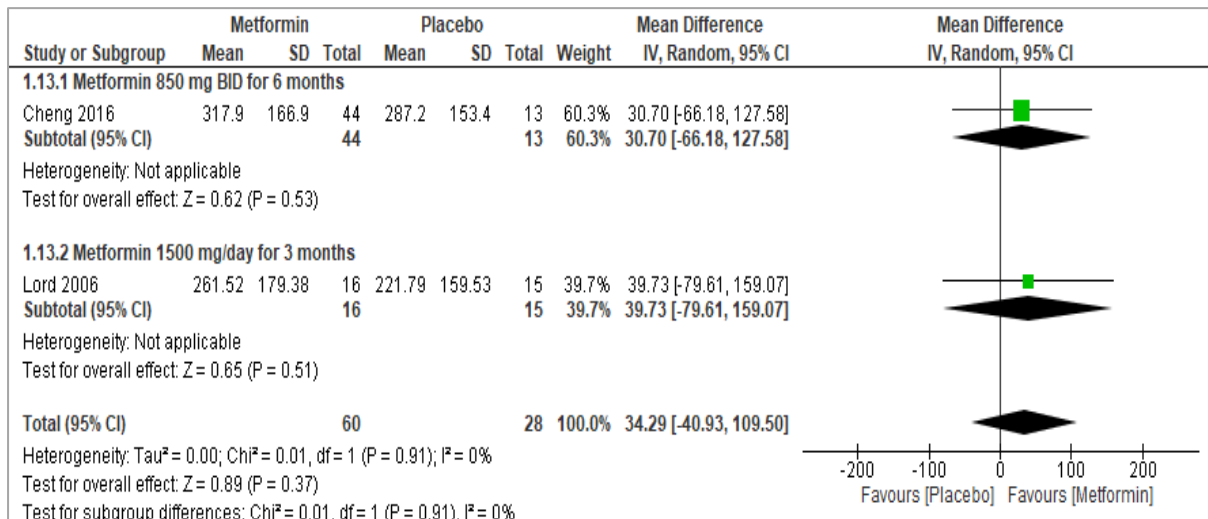 Metformin Placebo Mean Difference Mean Difference
Study or Subgroup Mean SD Total Mean SD Total Weight IV, Random, 95% CI IV, Random, 95% CI
1.13.1 Metformin 850 mg BID for 6 months
Cheng 2016 317.9 166.9 44 287.2 153.4 13 60.3% 30.70 [-66.18, 127.58]
Subtotal (95% CI) 44 13 60.3% 30.70 [-66.18, 127.58]
Heterogeneity: Not applicable
Test for overall effect: Z = 0.62 (P = 0.53)
1.13.2 Metformin 1500 mg/day for 3 months
Lord 2006 261.52 179.38 16 221.79 159.53 15 39.7% 39.73 [-79.61, 159.07]
Subtotal (95% CI) 16 15 39.7% 39.73 [-79.61, 159.07]
Heterogeneity: Not applicable
Test for overall effect: Z = 0.65 (P = 0.51)
Total (95% CI) 60 28 100.0% 34.29 [-40.93, 109.50]
Heterogeneity: Tau² = 0.00; Chi² = 0.01, df = 1 (P = 0.91); I² = 0%
Test for overall effect: Z = 0.89 (P = 0.37)
Test for subgroup differences: Chi² = 0.01, df = 1 (P = 0.91), I² = 0%
-200 -100 0 100 200
Favours [Placebo] Favours [Metformin]